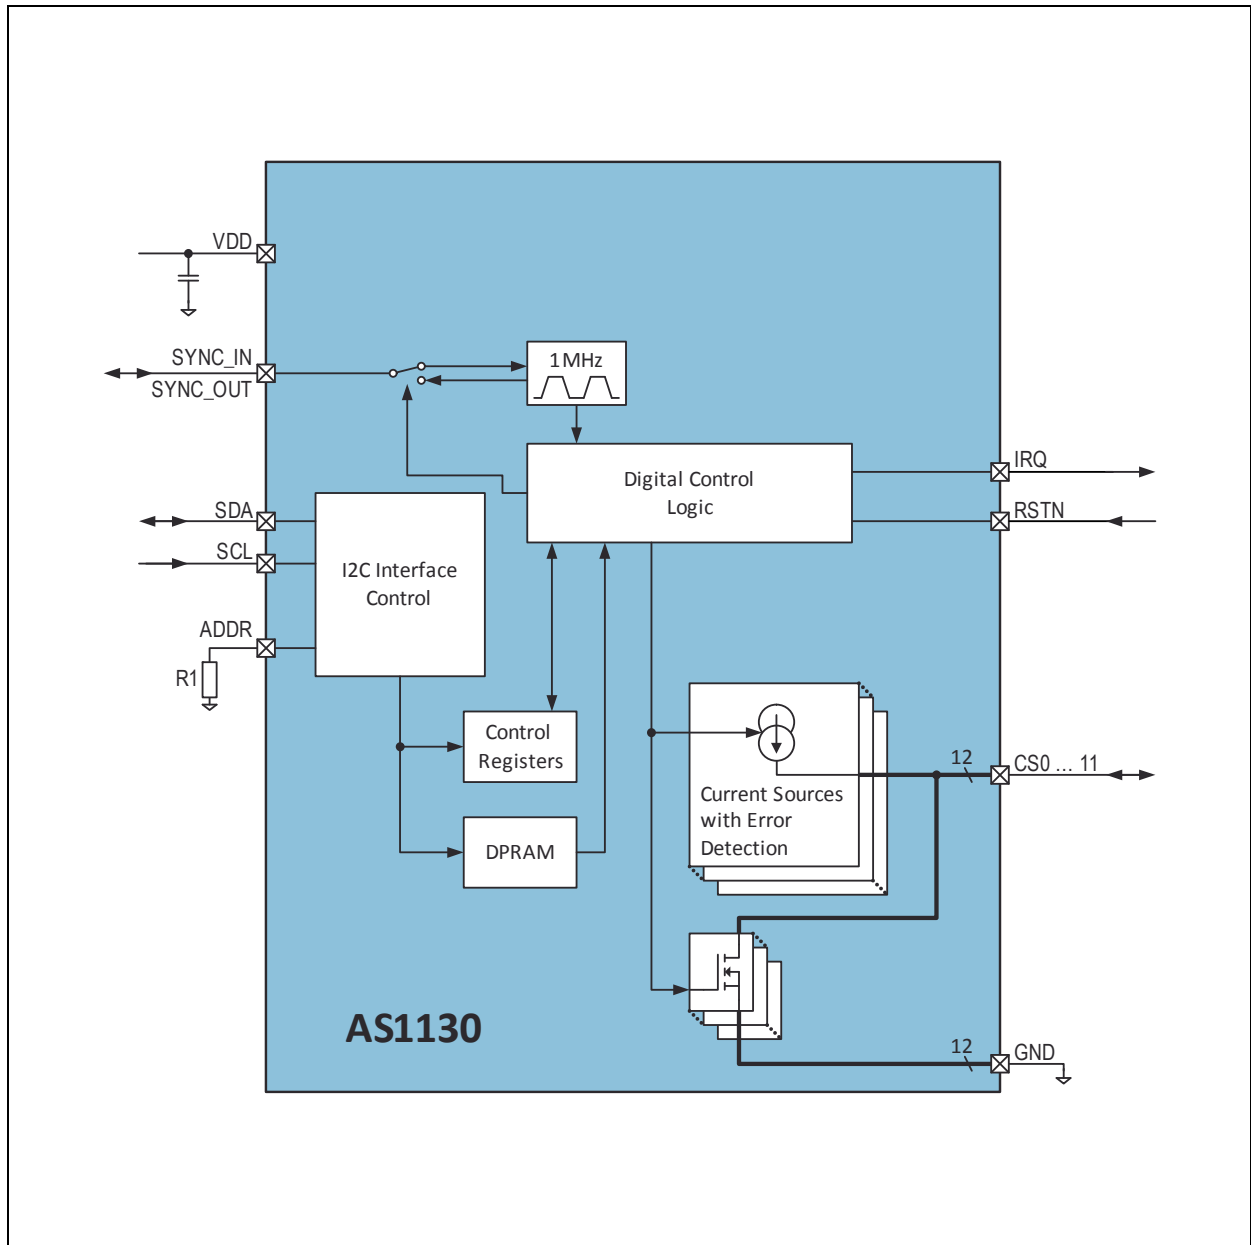 VDD
SYNC_IN
SYNC_OUT
1MHz
Digital Control
Logic
IRQ
RSTN
SDA
SCL
I2C Interface
Control
ADDR
R1
Control
Registers
DPRAM
Current Sources
with Error
Detection
12
CS0 ... 11
AS1130
12
GND